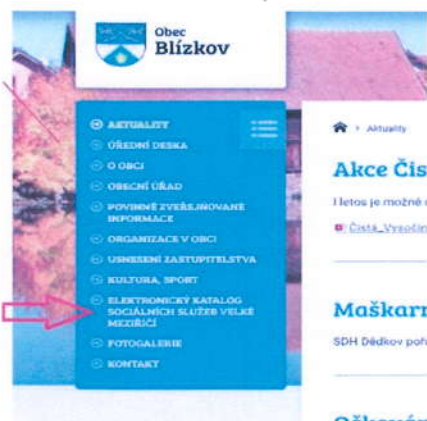 Obec
Blízkov
AKTUALITY
ÚŘEDNÍ DESKA
O OBCI
OBECNÍ ÚŘAD
POVINNĚ ZVEŘEJŇOVANÉ
INFORMACE
ORGANIZACE V OBCI
USNESENÍ ZASTUPITELSTVA
KULTURA, SPORT
ELEKTRONICKÝ KATALOG
SOCIÁLNÍCH SLUŽEB VELKÉ
MEZIŘÍČÍ
FOTOGALERIE
KONTAKT
> Aktuality
Akce Čis
I letos je možné
Čistá_Vysočin
Maškarn
SDH Dědkov poř